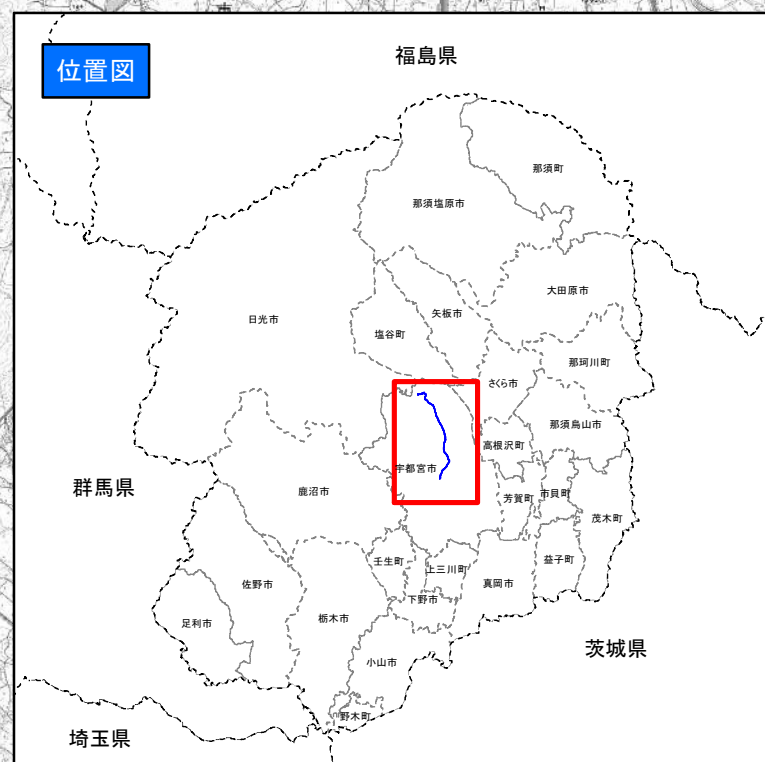 位置図
福島県
那須町
那須塩原市
大田原市
日光市
矢板市
塩谷町
那珂川町
さくら市
那須烏山市
高根沢町
宇都宮市
群馬県
鹿沼市
芳賀町
市貝町
茂木町
壬生町
上三川町
益子町
真岡市
佐野市
下野市
栃木市
足利市
茨城県
小山市
野木町
埼玉県